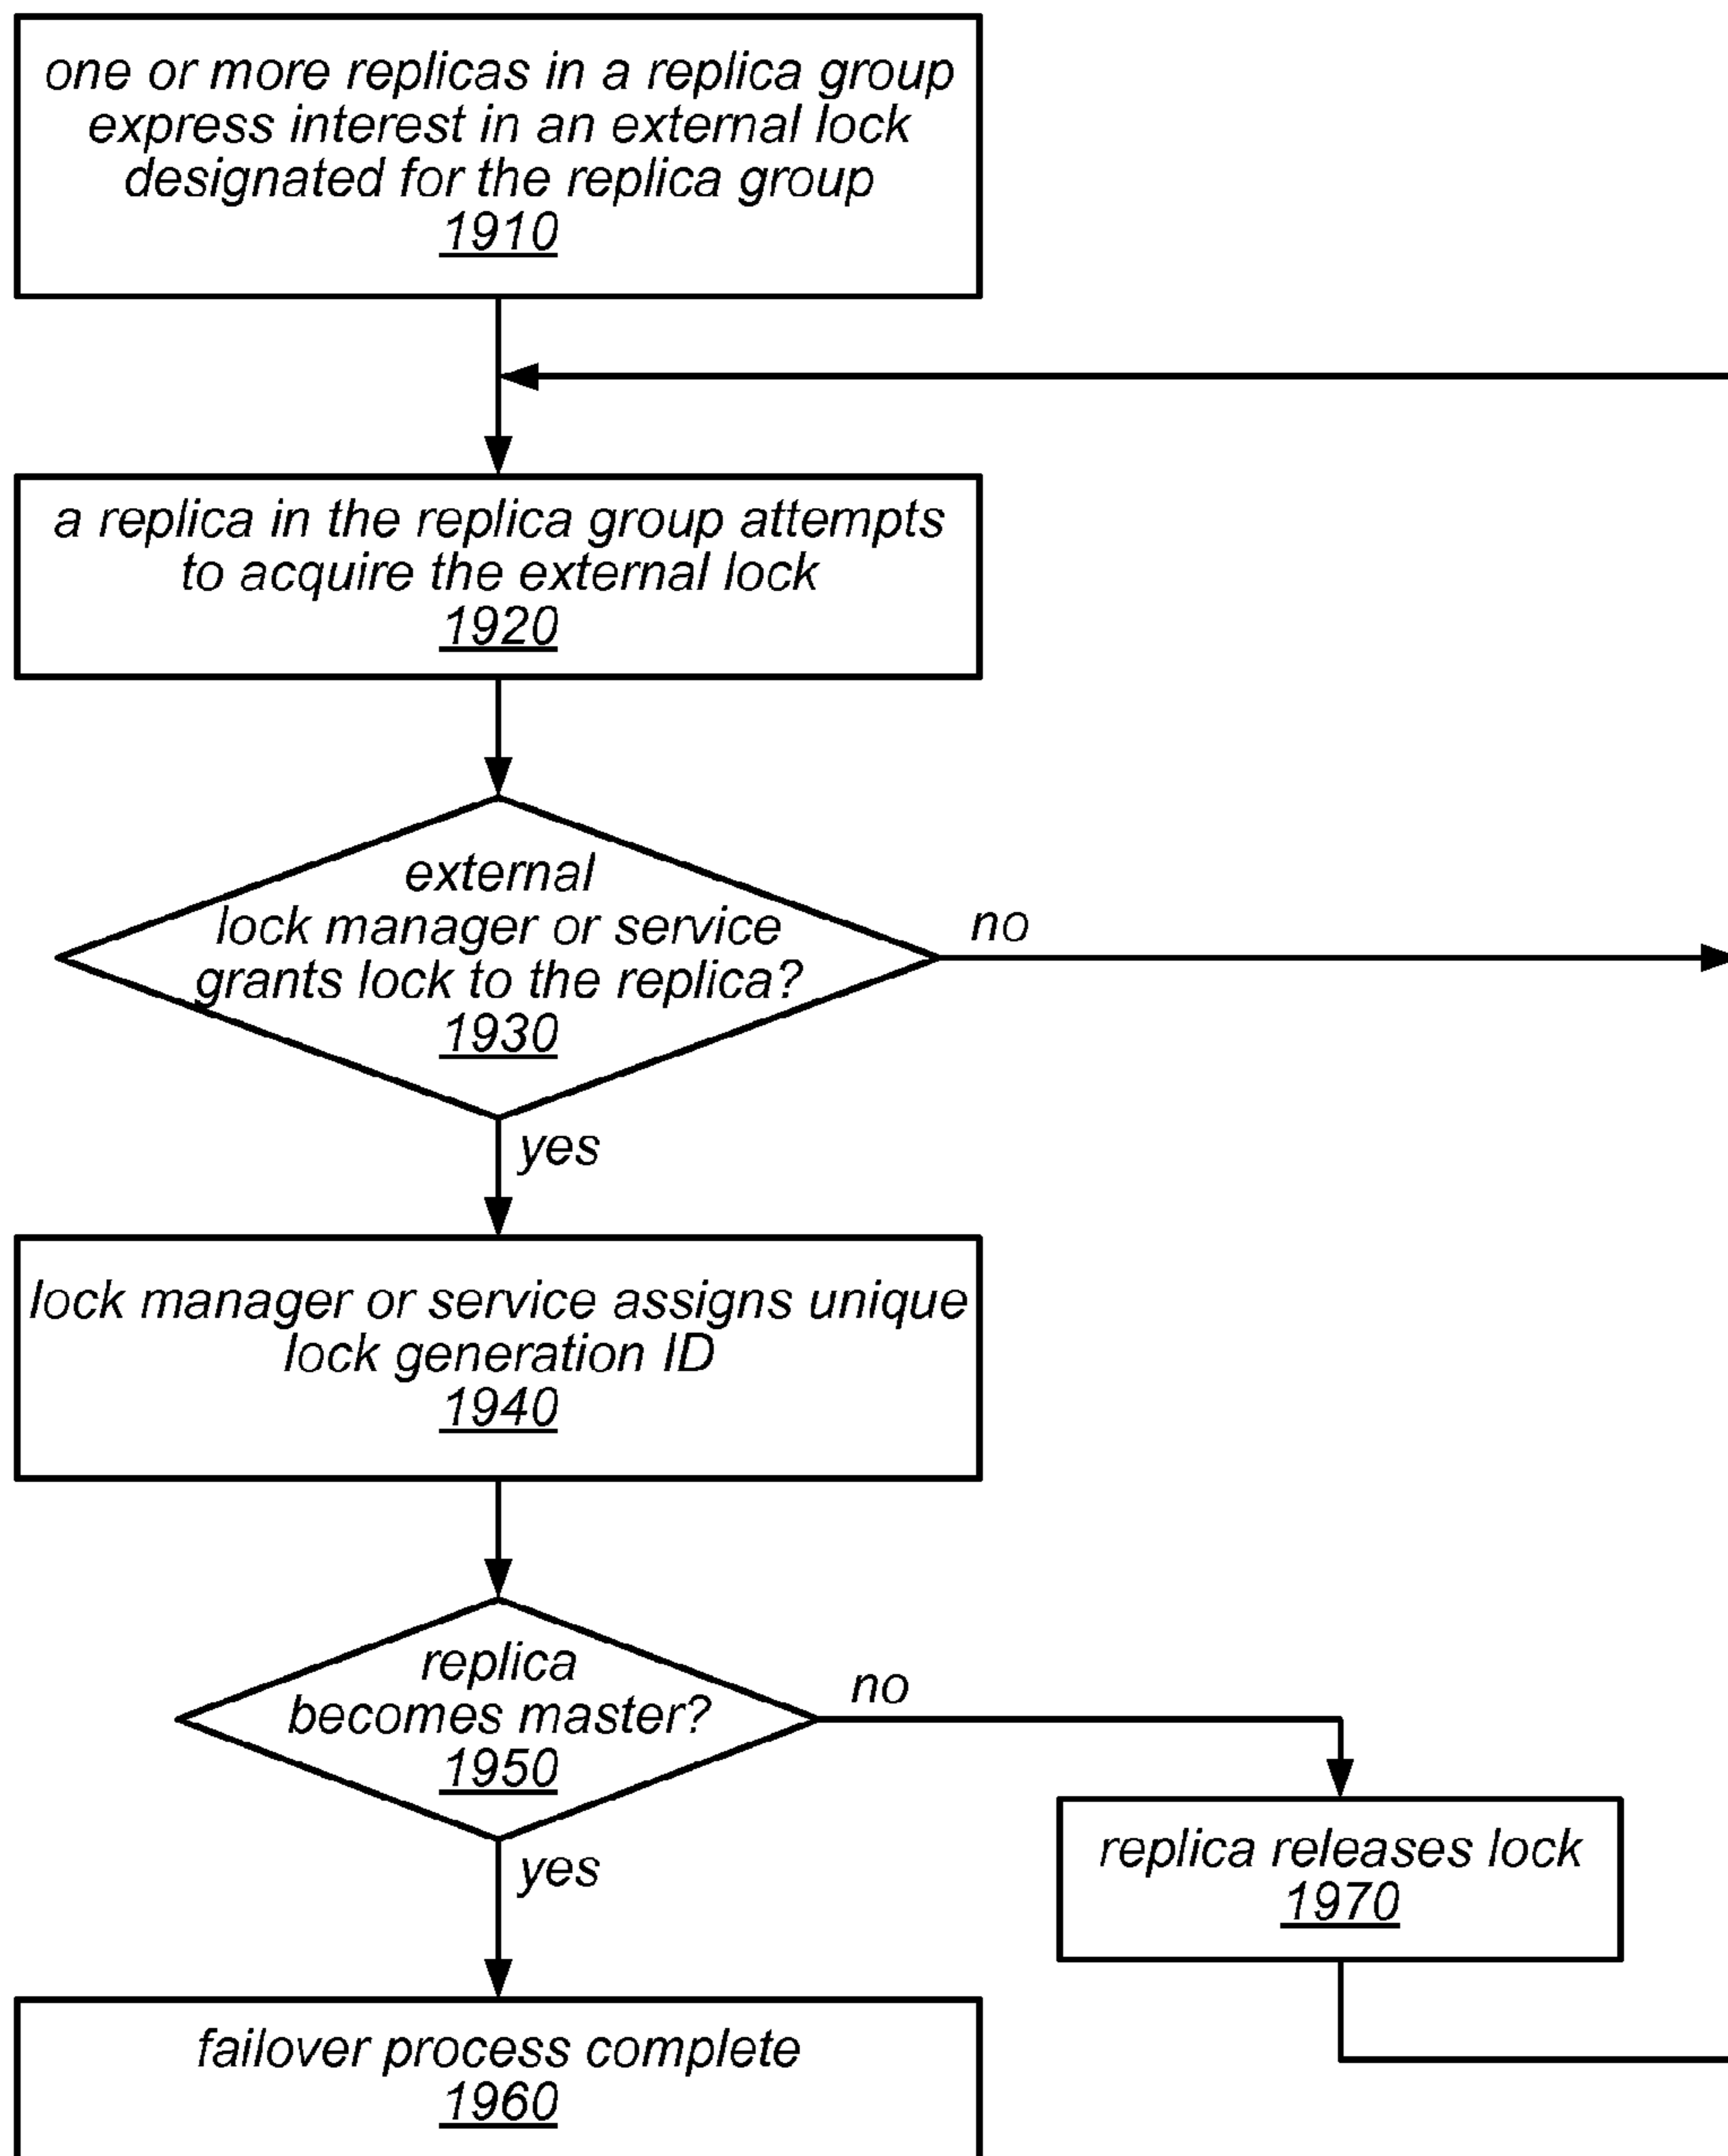 one or more replicas in a replica group
express interest in an external lock
designated for the replica group
1910
a replica in the replica group attempts
to acquire the external lock
1920
external
lock manager or service
grants lock to the replica?
1930
no
yes
lock manager or service assigns unique
lock generation ID
1940
replica
becomes master?
1950
no
yes
replica releases lock
1970
failover process complete
1960